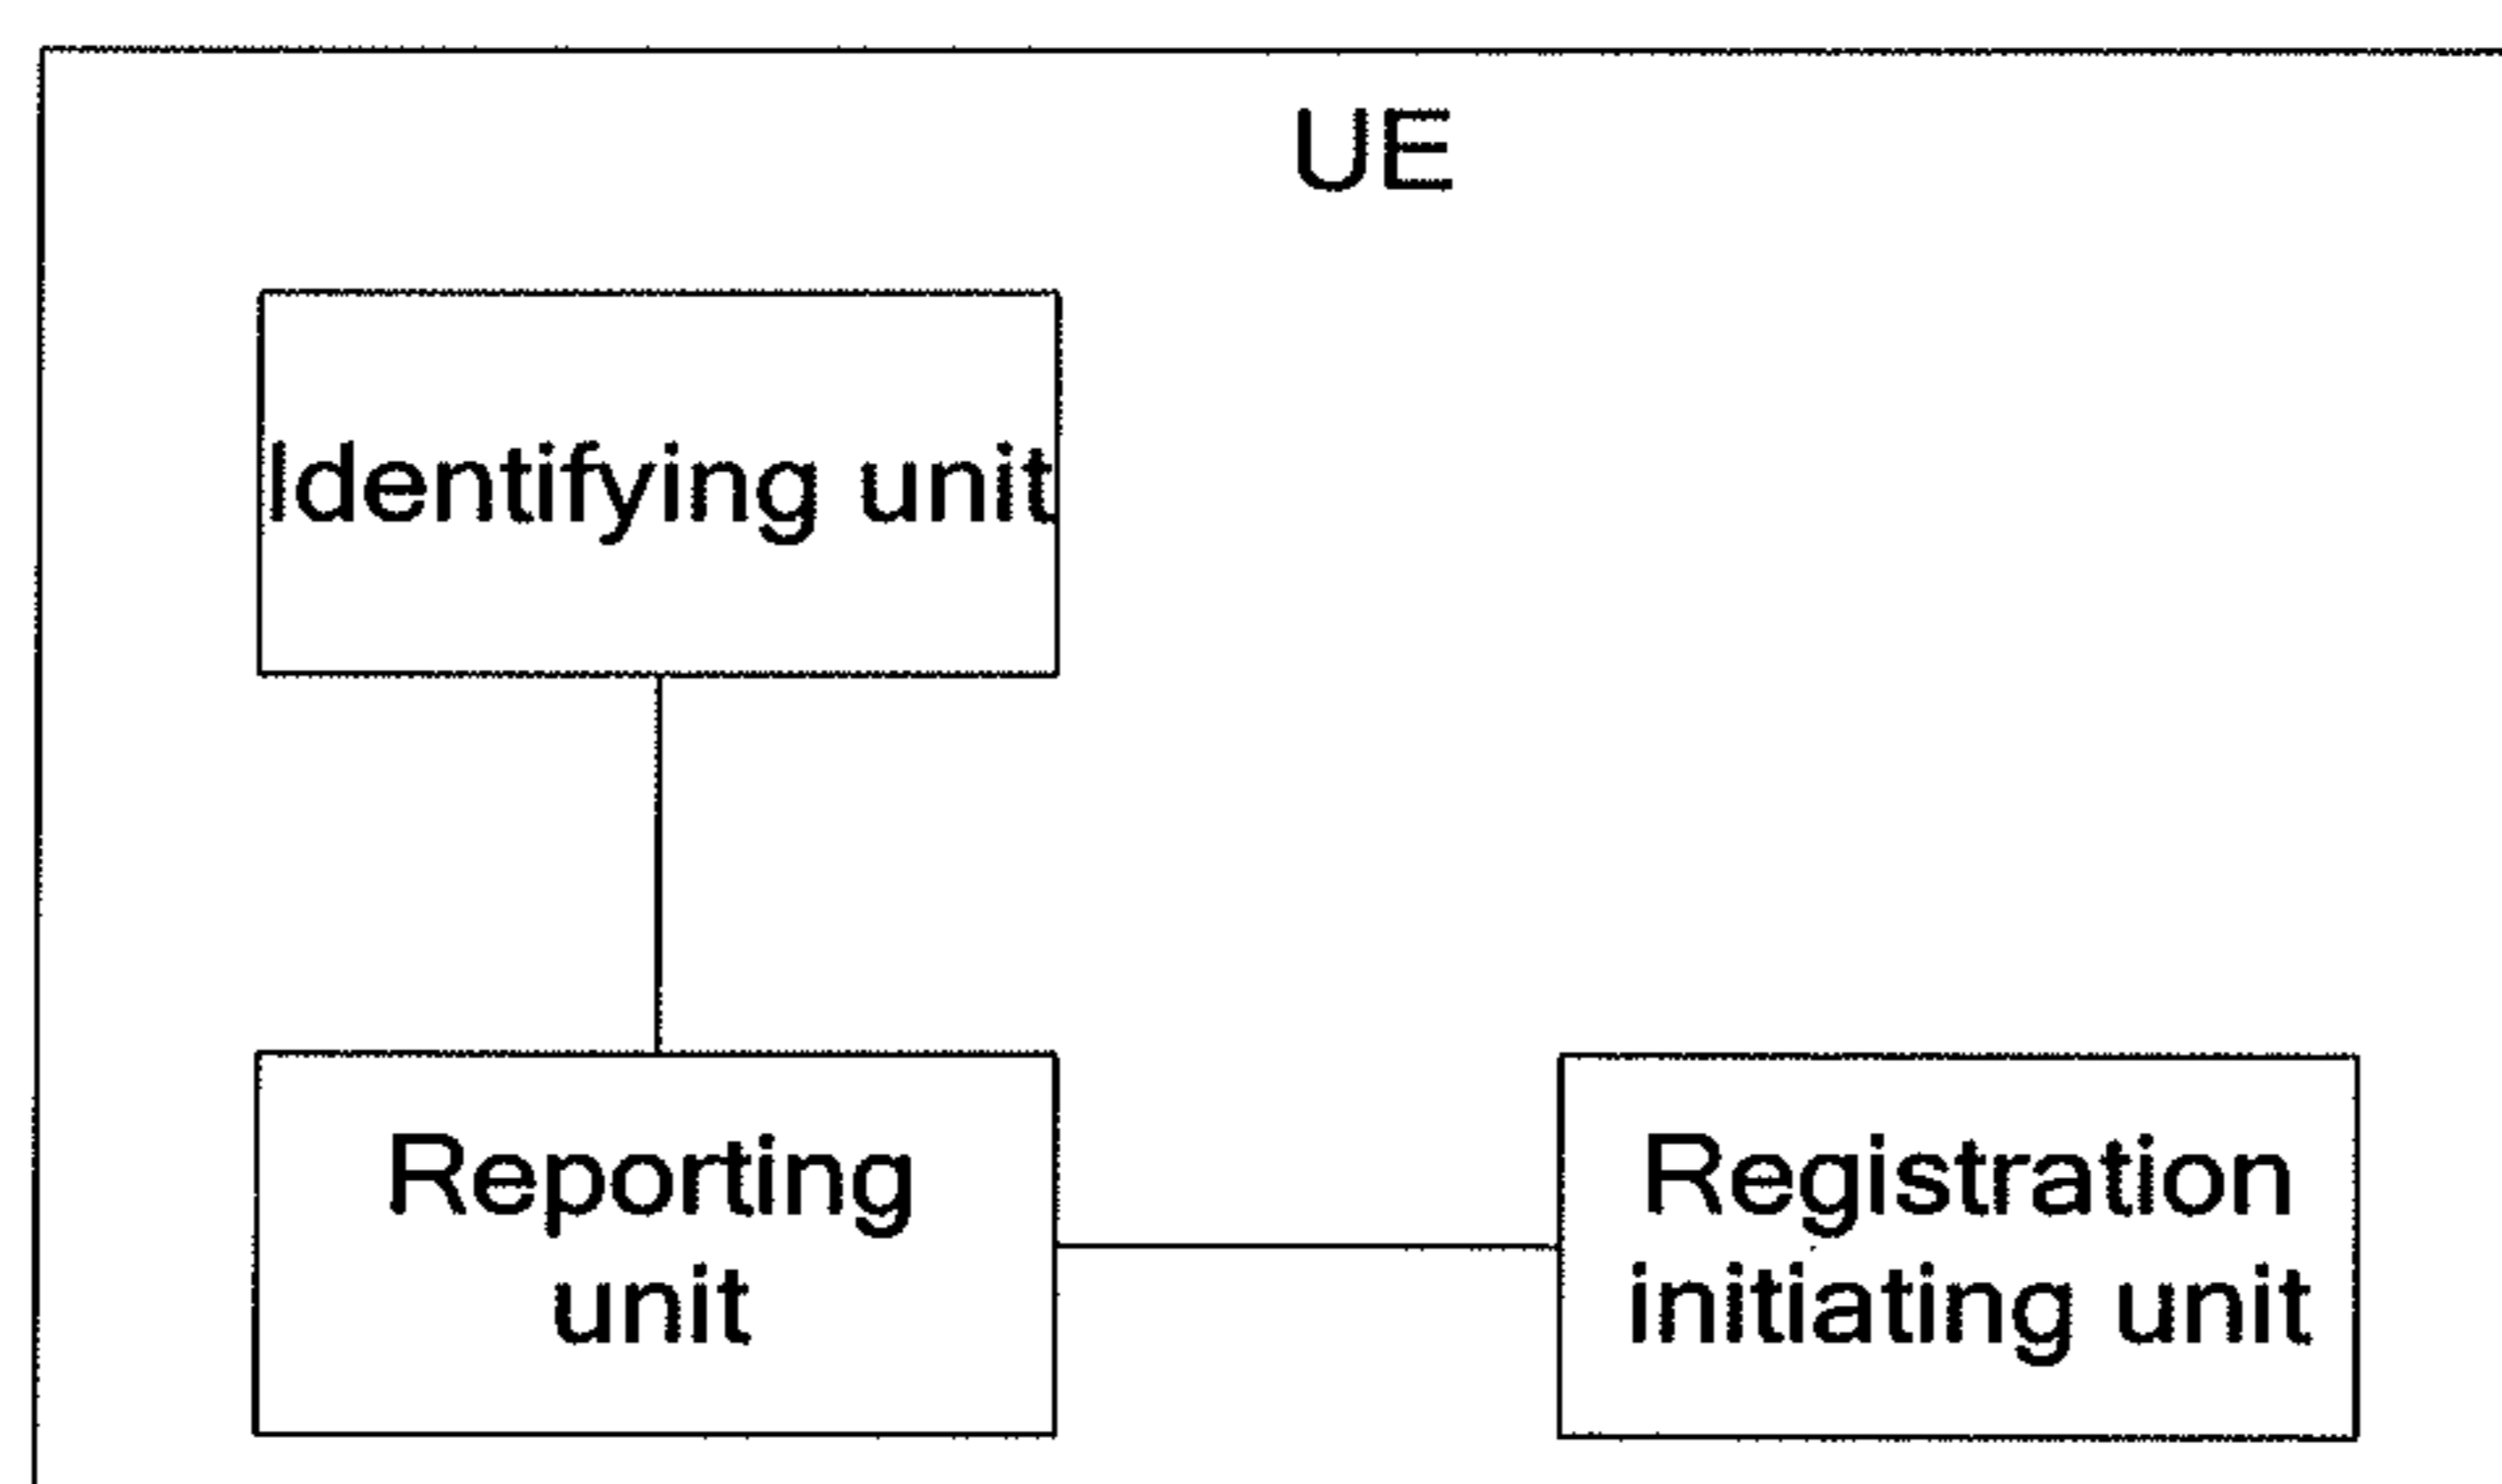 UE
Identifying unit
Reporting
unit
Registration
initiating unit